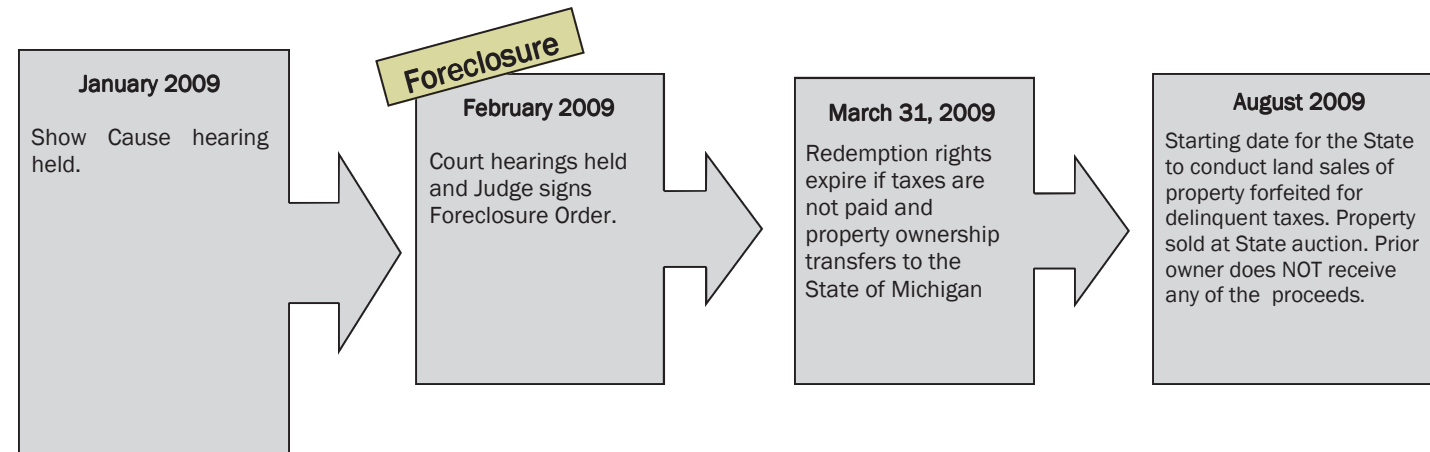 January 2009
Show Cause hearing
held.
Foreclosure
February 2009
Court hearings held
and Judge signs
Foreclosure Order.
March 31, 2009
Redemption rights
expire if taxes are
not paid and
property ownership
transfers to the
State of Michigan
August 2009
Starting date for the State
to conduct land sales of
property forfeited for
delinquent taxes. Property
sold at State auction. Prior
owner does NOT receive
any of the proceeds.